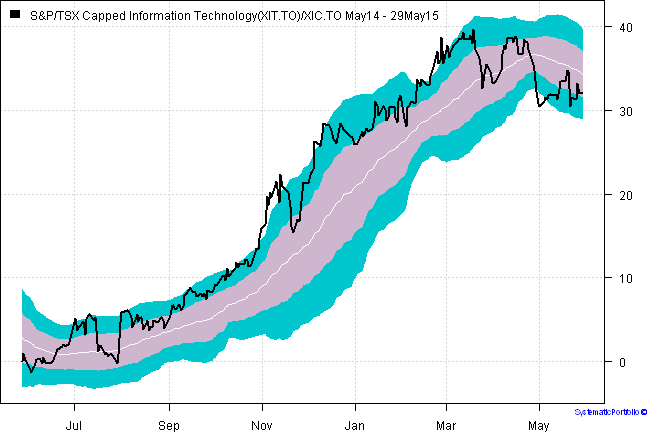 S&P/TSX Capped Information Technology(XIT.TO)/XIC.TO May14 - 29May15
40
30
20
10
0
Jul Sep Nov Jan Mar May
SystematicPortfolio ©